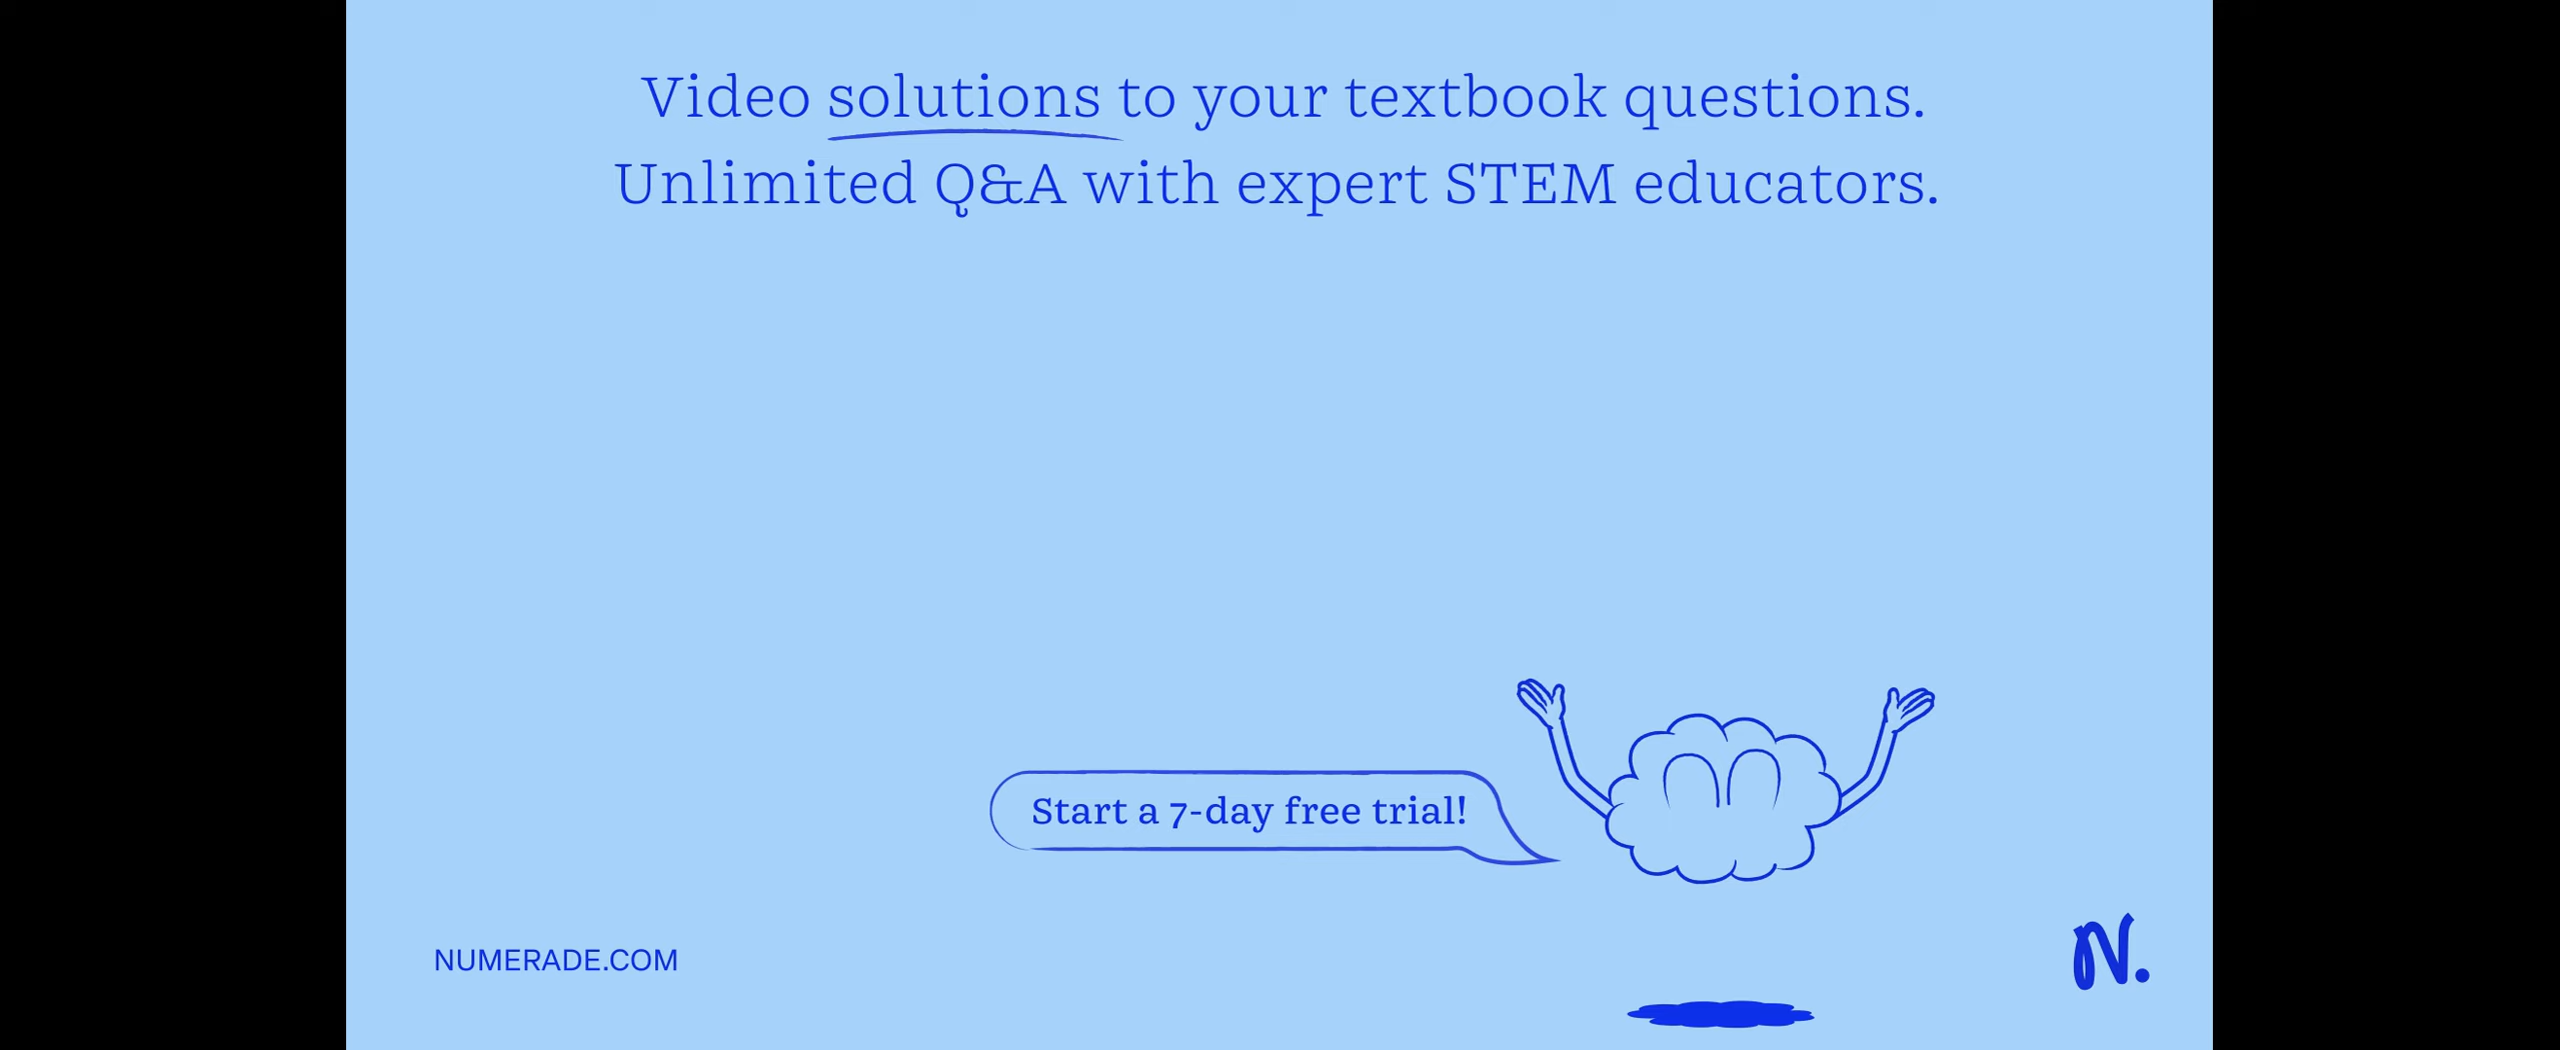 Video solutions to your textbook questions.
Unlimited Q&A with expert STEM educators.
Start a 7-day free trial!
NUMERADE.COM
N.